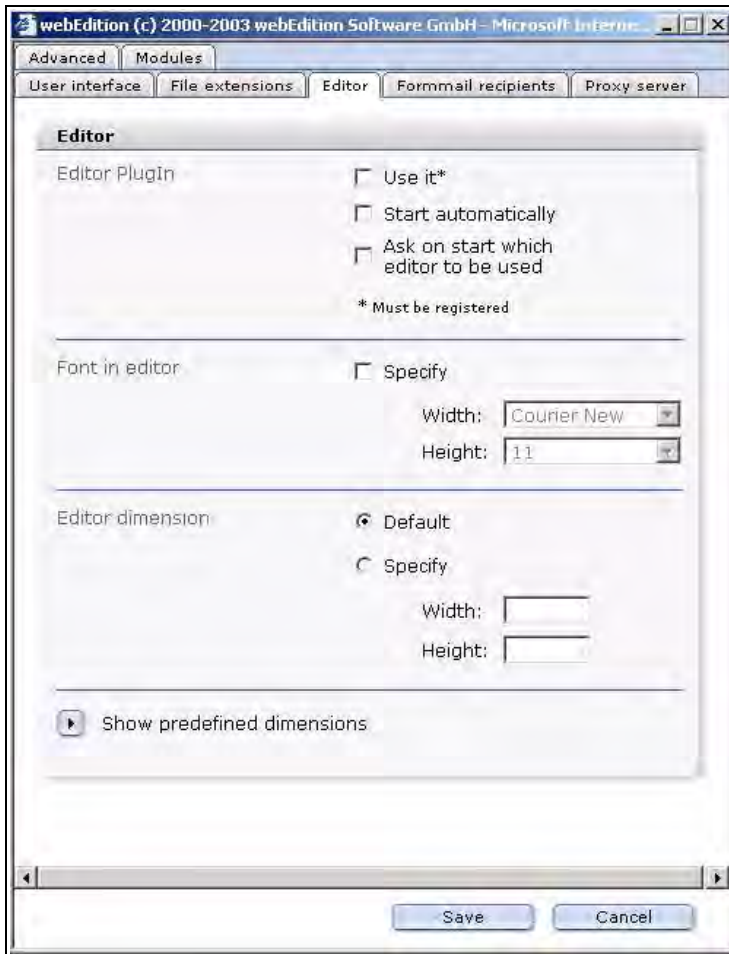 webEdition (c) 2000-2003 webEdition Software GmbH - Microsoft Interne...
Advanced Modules
User interface File extensions Editor Formmail recipients Proxy server
Editor
Editor PlugIn
Use it*
Start automatically
Ask on start which
editor to be used
* Must be registered
Font in editor
Specify
Width: Courier New
Height: 11
Editor dimension
Default
Specify
Width:
Height:
Show predefined dimensions
Save Cancel